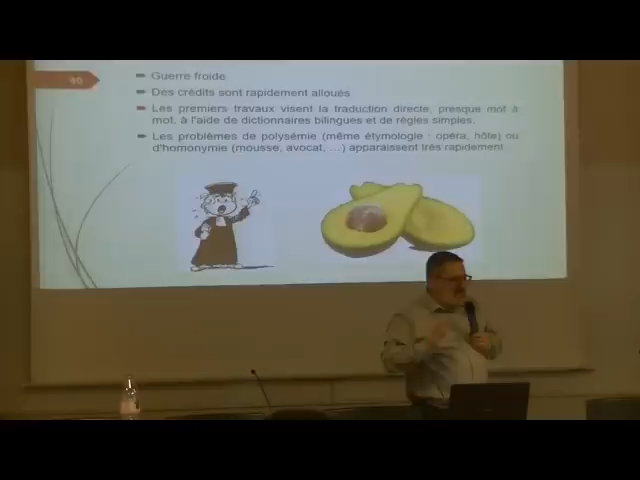 40
Guerre froide
Des crédits sont rapidement alloués
Les premiers travaux visent la traduction directe, presque mot à
mot, à l'aide de dictionnaires bilingues et de règles simples.
Les problèmes de polysémie (même étymologie : opéra, hôte) ou
d'homonymie (mousse, avocat, …) apparaissent très rapidement